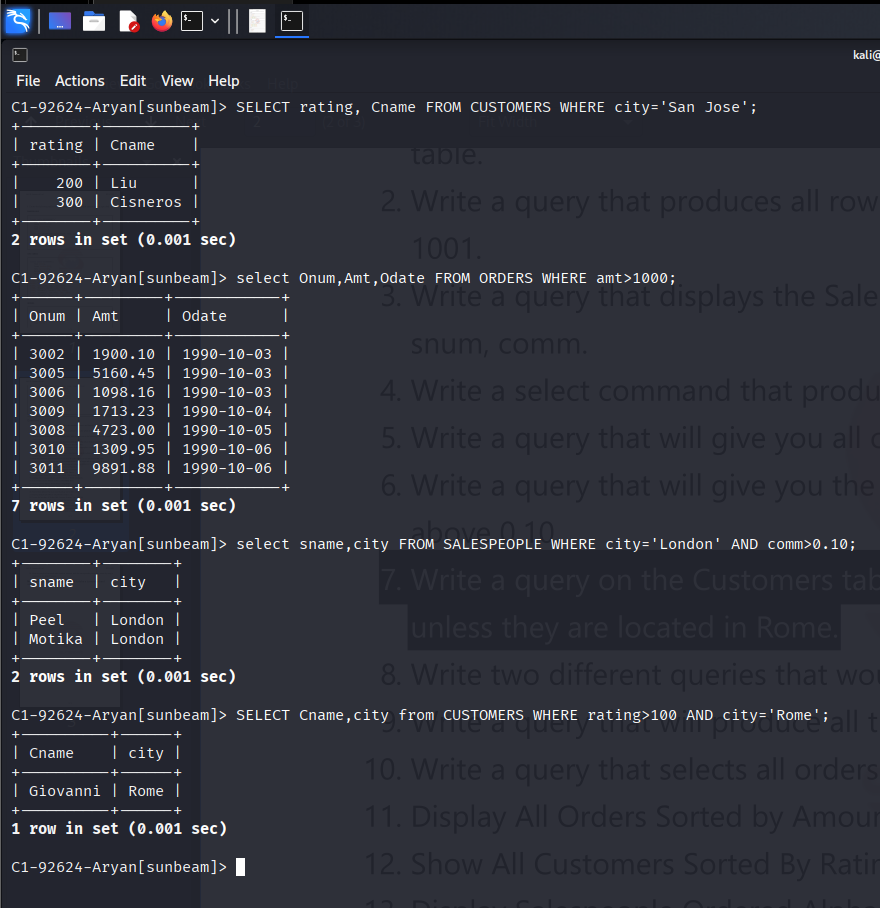 kali@
File Actions Edit View Help
C1-92624-Aryan[sunbeam]> SELECT rating, Cname FROM CUSTOMERS WHERE city='San Jose';
+--------+----------+
| rating | Cname    |
+--------+----------+
|    200 | Liu      |
|    300 | Cisneros |
+--------+----------+
2 rows in set (0.001 sec)
C1-92624-Aryan[sunbeam]> select Onum,Amt,Odate FROM ORDERS WHERE amt>1000;
+------+---------+------------+
| Onum | Amt     | Odate      |
+------+---------+------------+
| 3002 | 1900.10 | 1990-10-03 |
| 3005 | 5160.45 | 1990-10-03 |
| 3006 | 1098.16 | 1990-10-03 |
| 3009 | 1713.23 | 1990-10-04 |
| 3008 | 4723.00 | 1990-10-05 |
| 3010 | 1309.95 | 1990-10-06 |
| 3011 | 9891.88 | 1990-10-06 |
+------+---------+------------+
7 rows in set (0.001 sec)
C1-92624-Aryan[sunbeam]> select sname,city FROM SALESPEOPLE WHERE city='London' AND comm>0.10;
+--------+--------+
| sname  | city   |
+--------+--------+
| Peel   | London |
| Motika | London |
+--------+--------+
2 rows in set (0.001 sec)
C1-92624-Aryan[sunbeam]> SELECT Cname,city from CUSTOMERS WHERE rating>100 AND city='Rome';
+----------+------+
| Cname    | city |
+----------+------+
| Giovanni | Rome |
+----------+------+
1 row in set (0.001 sec)
C1-92624-Aryan[sunbeam]>
table.
2. Write a query that produces all row
1001.
3. Write a query that displays the Sale
snum, comm.
4. Write a select command that produ
5. Write a query that will give you all
6. Write a query that will give you the
above 0.10.
7. Write a query on the Customers tab
unless they are located in Rome.
8. Write two different queries that wou
9. Write a query that will produce all t
10. Write a query that selects all orders
11. Display All Orders Sorted by Amoun
12. Show All Customers Sorted By Ratin
13. Display Salespeople Ordered